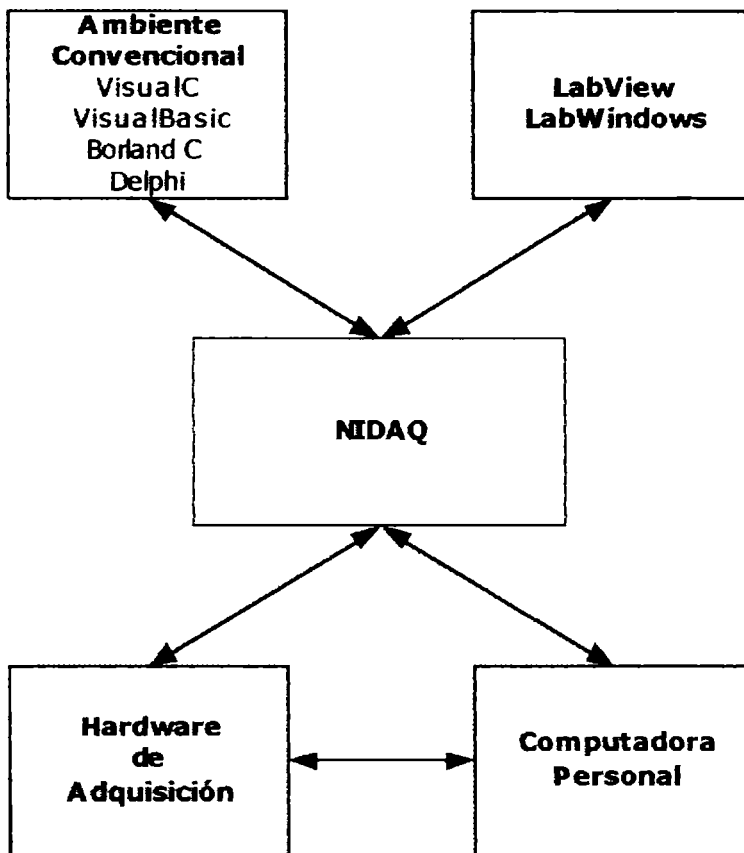 Ambiente
Convencional
VisualC
VisualBasic
Borland C
Delphi
LabView
LabWindows
NIDAQ
Hardware
de
Adquisición
Computadora
Personal